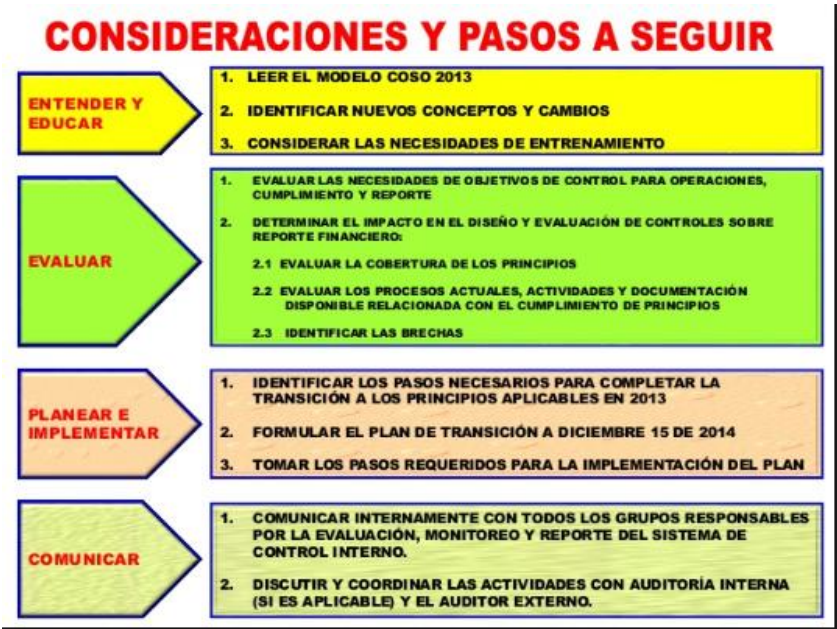 CONSIDERACIONES Y PASOS A SEGUIR
ENTENDER Y
EDUCAR
1. LEER EL MODELO COSO 2013
2. IDENTIFICAR NUEVOS CONCEPTOS Y CAMBIOS
3. CONSIDERAR LAS NECESIDADES DE ENTRENAMIENTO
EVALUAR
1. EVALUAR LAS NECESIDADES DE OBJETIVOS DE CONTROL PARA OPERACIONES,
CUMPLIMIENTO Y REPORTE
2. DETERMINAR EL IMPACTO EN EL DISEÑO Y EVALUACIÓN DE CONTROLES SOBRE
REPORTE FINANCIERO:
2.1 EVALUAR LA COBERTURA DE LOS PRINCIPIOS
2.2 EVALUAR LOS PROCESOS ACTUALES, ACTIVIDADES Y DOCUMENTACIÓN
DISPONIBLE RELACIONADA CON EL CUMPLIMIENTO DE PRINCIPIOS
2.3 IDENTIFICAR LAS BRECHAS
PLANEAR E
IMPLEMENTAR
1. IDENTIFICAR LOS PASOS NECESARIOS PARA COMPLETAR LA
TRANSICIÓN A LOS PRINCIPIOS APLICABLES EN 2013
2. FORMULAR EL PLAN DE TRANSICIÓN A DICIEMBRE 15 DE 2014
3. TOMAR LOS PASOS REQUERIDOS PARA LA IMPLEMENTACIÓN DEL PLAN
COMUNICAR
1. COMUNICAR INTERNAMENTE CON TODOS LOS GRUPOS RESPONSABLES
POR LA EVALUACIÓN, MONITOREO Y REPORTE DEL SISTEMA DE
CONTROL INTERNO.
2. DISCUTIR Y COORDINAR LAS ACTIVIDADES CON AUDITORÍA INTERNA
(SI ES APLICABLE) Y EL AUDITOR EXTERNO.